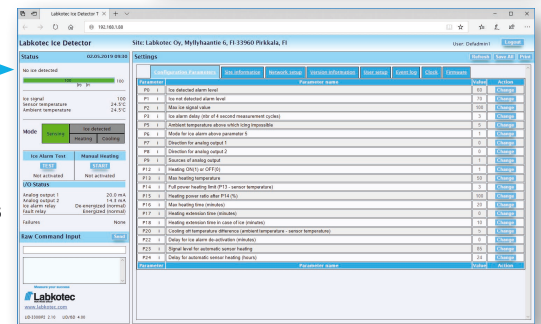 Labkotec Ice Detector T
192.168.1.88
Labkotec Ice Detector
Site: Labkotec Oy, Myllyhaantie 6, FI-33960 Pirkkala, FI
User: Defadmin1
Logout
Status
02.05.2019 09:30
No ice detected
100
100
Ice signal 100
Sensor temperature 24.5°C
Ambient temperature 24.5°C
Mode
Sensing
Ice detected
Heating
Cooling
Ice Alarm Test
Manual Heating
TEST
START
Not activated
Not activated
I/O Status
Analog output 1 20.0 mA
Analog output 2 14.3 mA
Ice alarm relay De-energized (normal)
Fault relay Energized (normal)
Failures None
Raw Command Input
Send
Measure your success
Labkotec
www.labkotec.com
Settings
Refresh
Save All
Print
Configuration Parameters
Site information
Network setup
Version information
User setup
Event log
Clock
Firmware
Parameter Parameter name Value Action
P0 i Ice detected alarm level 60 Change
P1 i Ice not detected alarm level 70 Change
P2 i Max ice signal value 100 Change
P3 i Ice alarm delay (nbr of 4 second measurement cycles) 3 Change
P5 i Ambient temperature above which icing impossible 5 Change
P6 i Mode for ice alarm above parameter 5 1 Change
P7 i Direction for analog output 1 0 Change
P8 i Direction for analog output 2 0 Change
P9 i Sources of analog output 1 Change
P12 i Heating ON(1) or OFF(0) 1 Change
P13 i Max heating temperature 50 Change
P14 i Full power heating limit (P13 - sensor temperature) 3 Change
P15 i Heating power ratio after P14 (%) 100 Change
P16 i Max heating time (minutes) 20 Change
P17 i Heating extension time (minutes) 0 Change
P18 i Heating extension time in case of ice (minutes) 10 Change
P20 i Cooling off temperature difference (ambient temperature - sensor temperature) 5 Change
P22 i Delay for ice alarm de-activation (minutes) 0 Change
P23 i Signal level for automatic sensor heating 95 Change
P24 i Delay for automatic sensor heating (hours) 24 Change
Parameter Parameter name Value Action